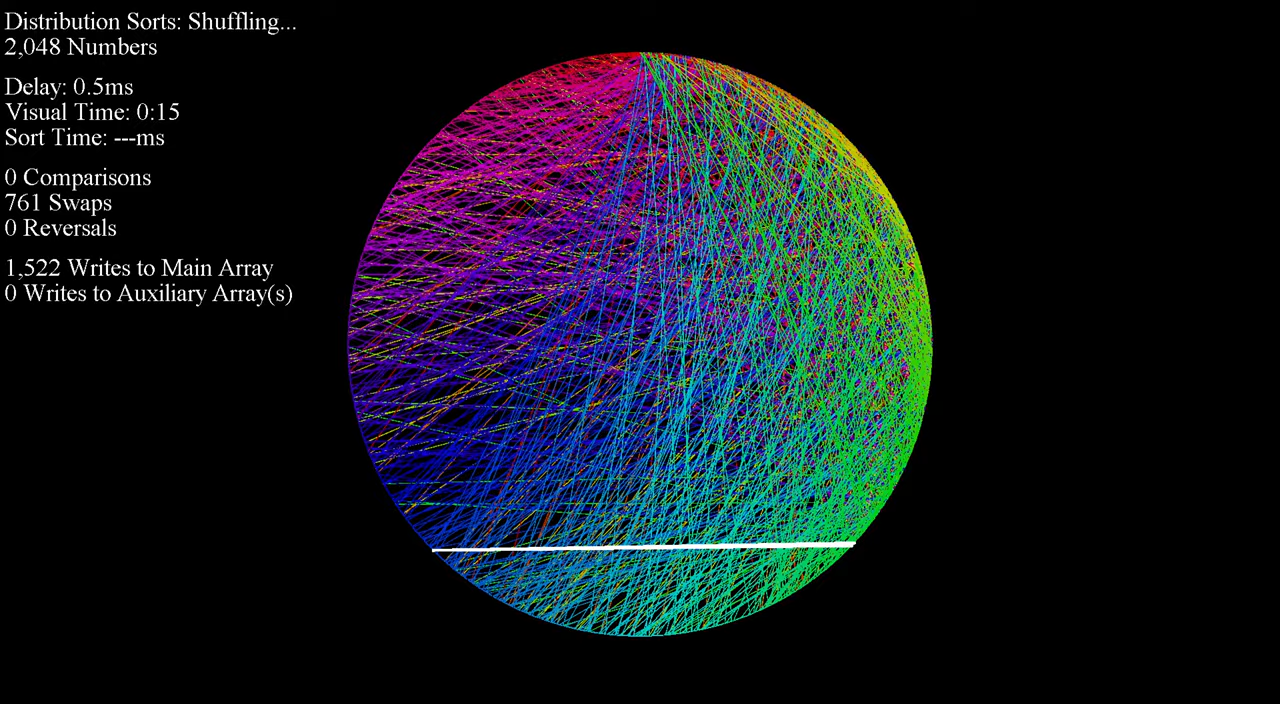 Distribution Sorts: Shuffling...
2,048 Numbers
Delay: 0.5ms
Visual Time: 0:15
Sort Time: ---ms
0 Comparisons
761 Swaps
0 Reversals
1,522 Writes to Main Array
0 Writes to Auxiliary Array(s)